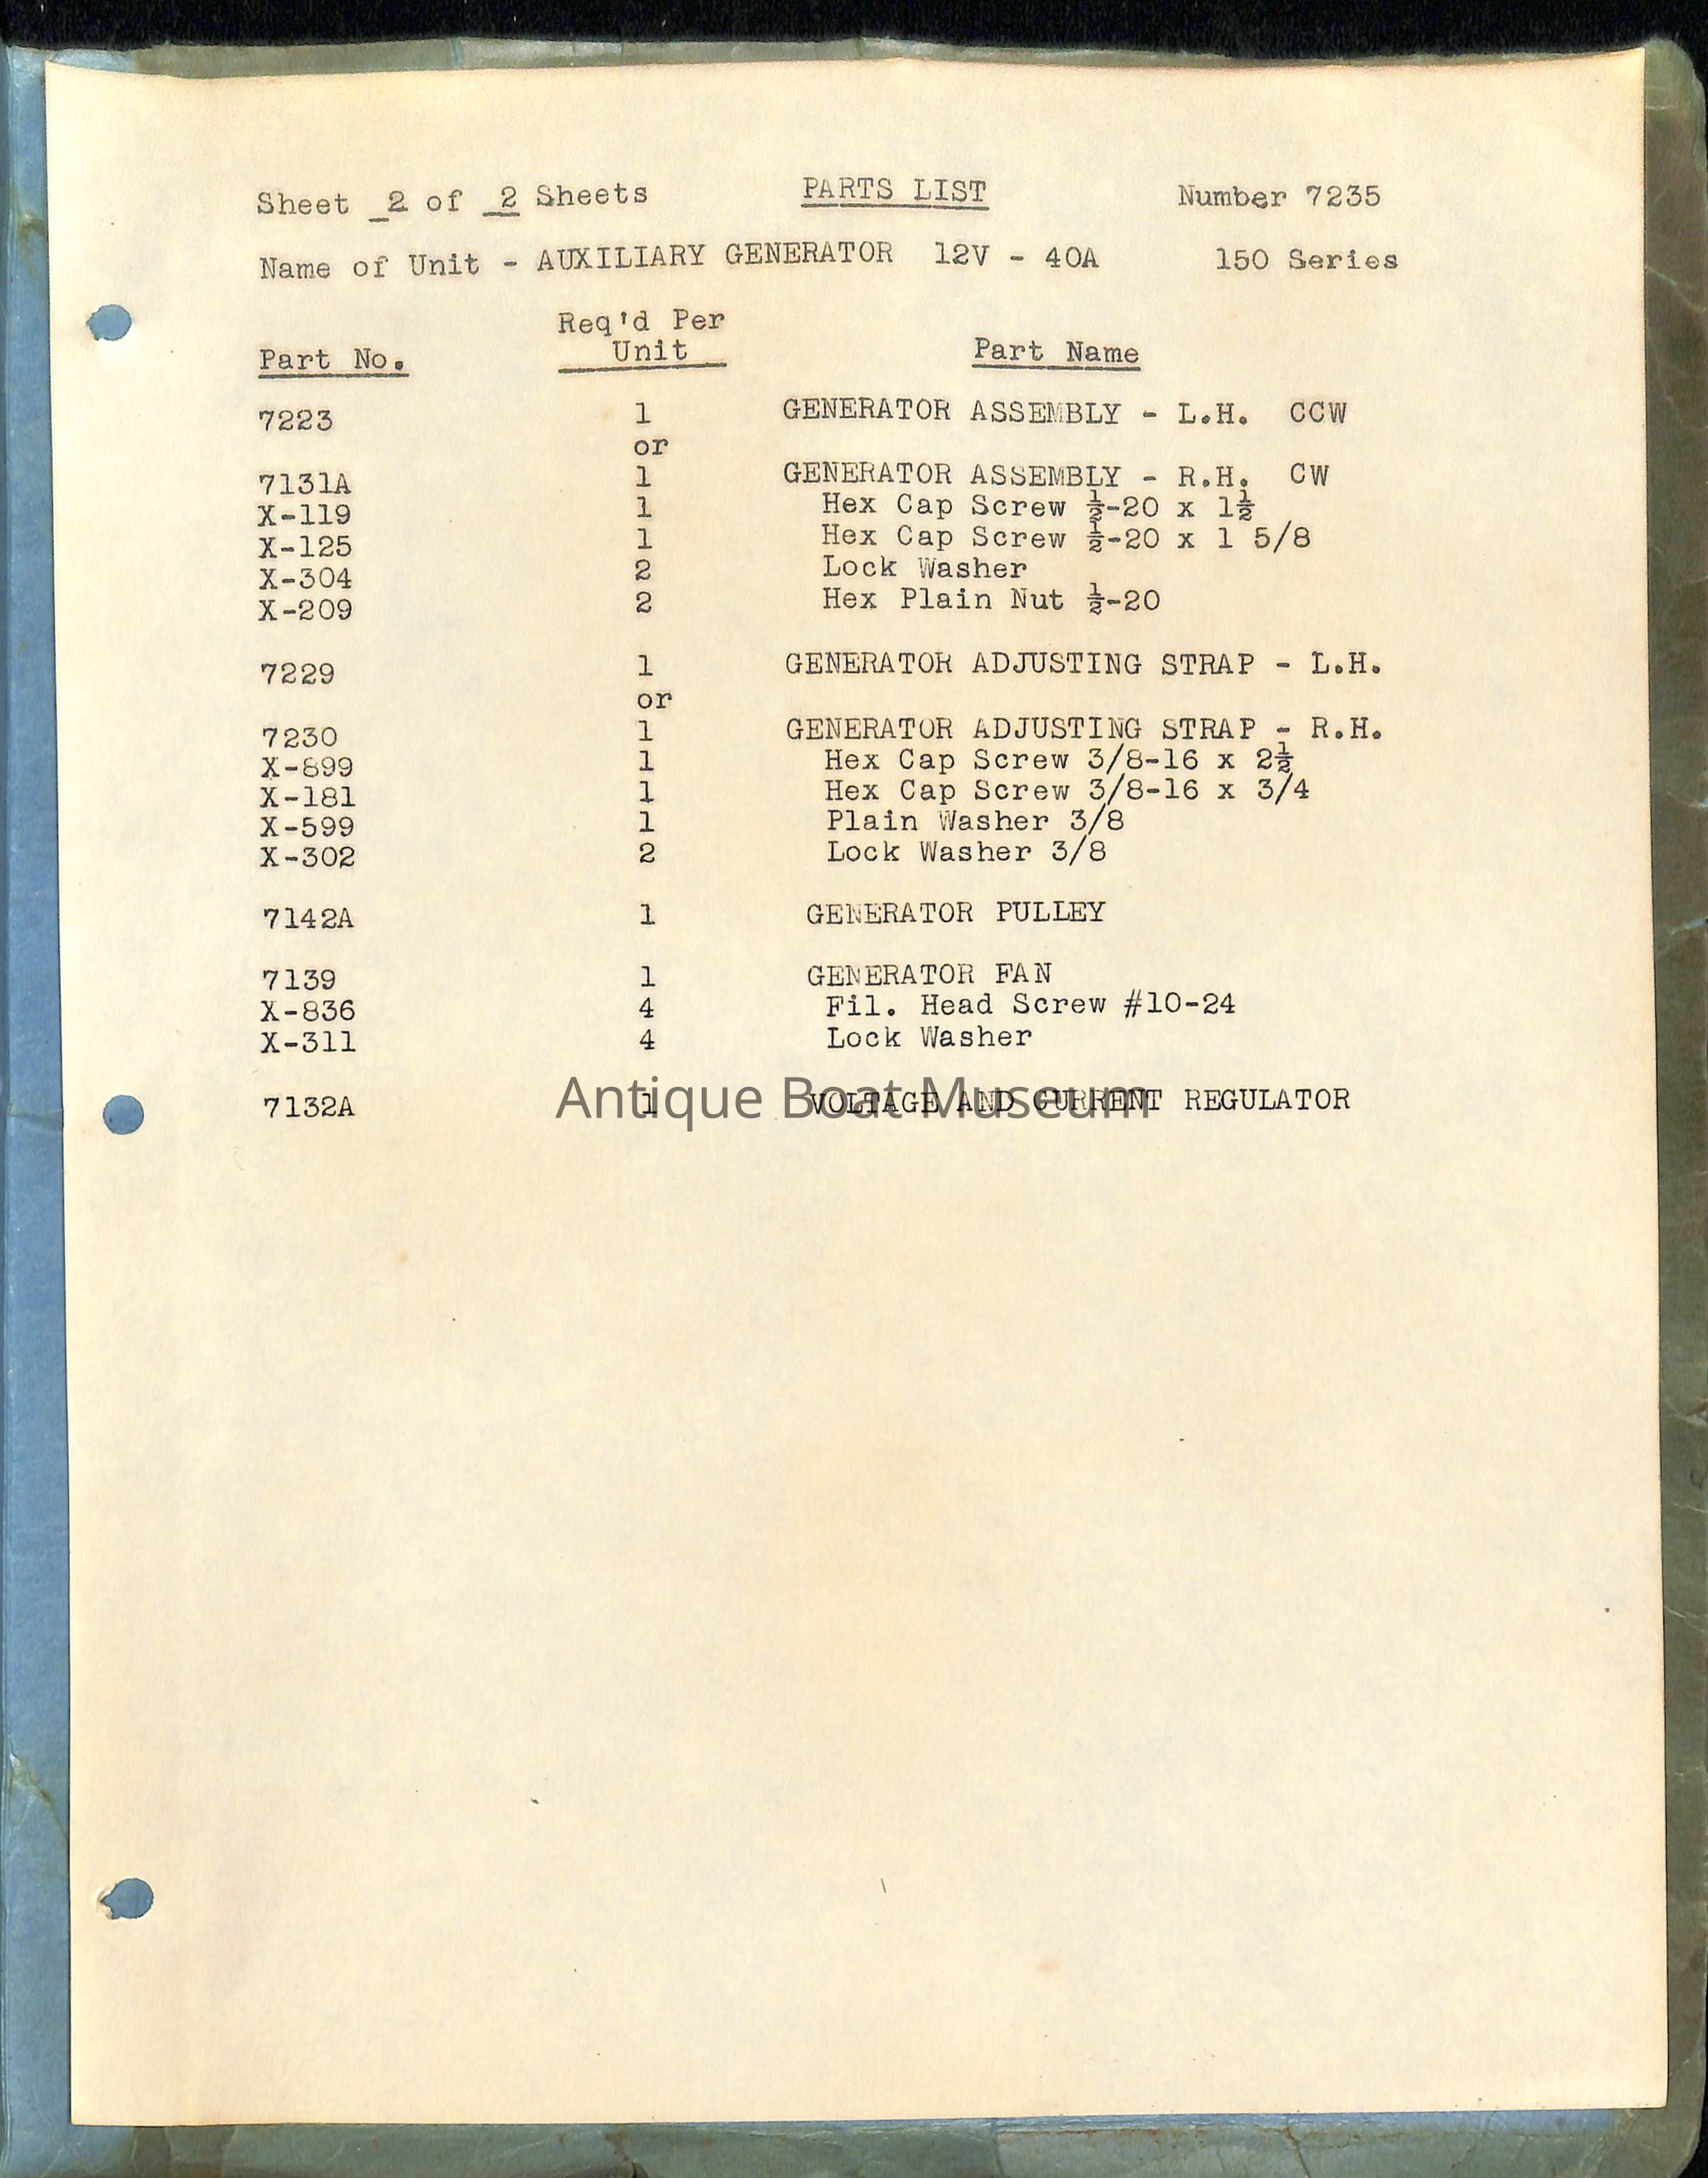 Sheet 2 of 2 Sheets PARTS LIST Number 7235
Name of Unit - AUXILIARY GENERATOR 12V - 40A 150 Series
Req'd Per
Part No. Unit Part Name
7223 1 GENERATOR ASSEMBLY - L.H. CCW
or
7131A 1 GENERATOR ASSEMBLY - R.H. CW
X-119 1 Hex Cap Screw ½-20 x 1½
X-125 1 Hex Cap Screw ½-20 x 1 5/8
X-304 2 Lock Washer
X-209 2 Hex Plain Nut ½-20
7229 1 GENERATOR ADJUSTING STRAP - L.H.
or
7230 1 GENERATOR ADJUSTING STRAP - R.H.
X-899 1 Hex Cap Screw 3/8-16 x 2½
X-181 1 Hex Cap Screw 3/8-16 x 3/4
X-599 1 Plain Washer 3/8
X-302 2 Lock Washer 3/8
7142A 1 GENERATOR PULLEY
7139 1 GENERATOR FAN
X-836 4 Fil. Head Screw #10-24
X-311 4 Lock Washer
7132A 1 VOLTAGE AND CURRENT REGULATOR
Antique Boat Museum